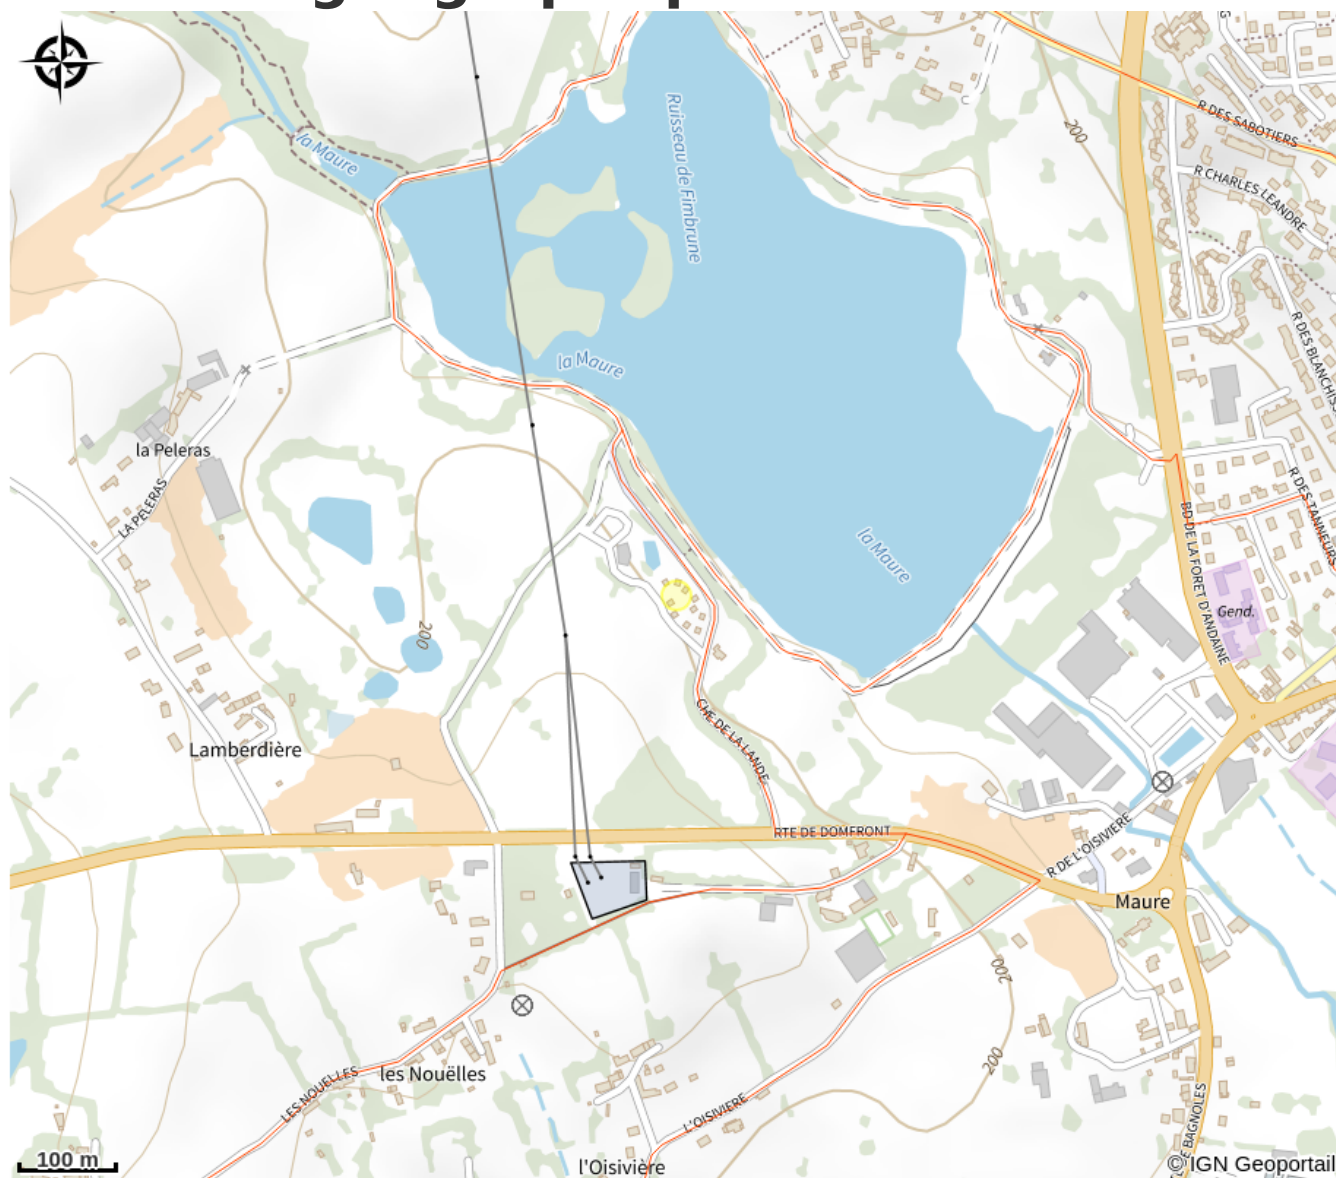 la Maure
Ruisseau de Fimbrune
200
R DES SABOTIERS
R CHARLES LEANDRE
la Maure
R DES BLANCHIS
la Peleras
LA PELERAS
R DES TANNEURS
la Maure
BD DE LA FORET D'ANDAINE
Gend.
200
CHE DE LA LANDE
Lamberdière
RTE DE DOMFRONT
R DE L'OISIVIERE
Maure
200
200
les Nouëlles
LES NOUELLES
L'OISIVIERE
E BAGNOLES
l'Oisivière
100 m
© IGN Geoportail